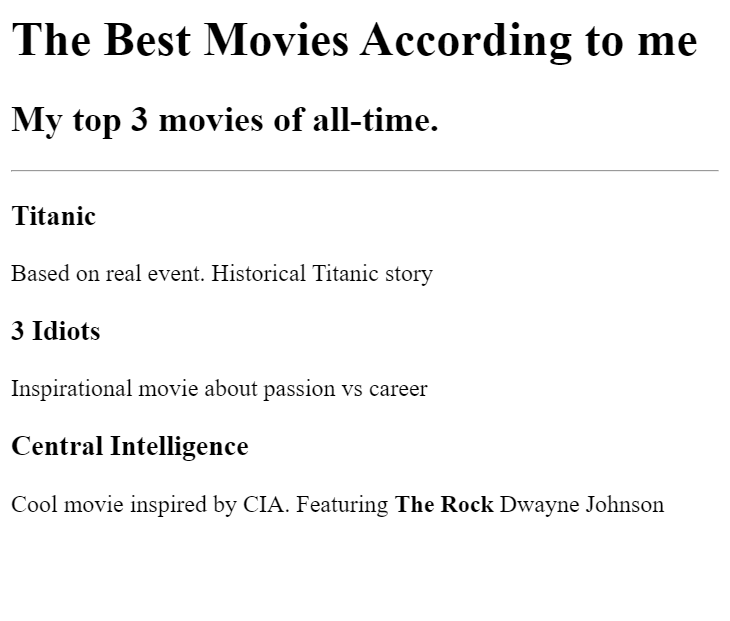 The Best Movies According to me
My top 3 movies of all-time.
Titanic
Based on real event. Historical Titanic story
3 Idiots
Inspirational movie about passion vs career
Central Intelligence
Cool movie inspired by CIA. Featuring The Rock Dwayne Johnson